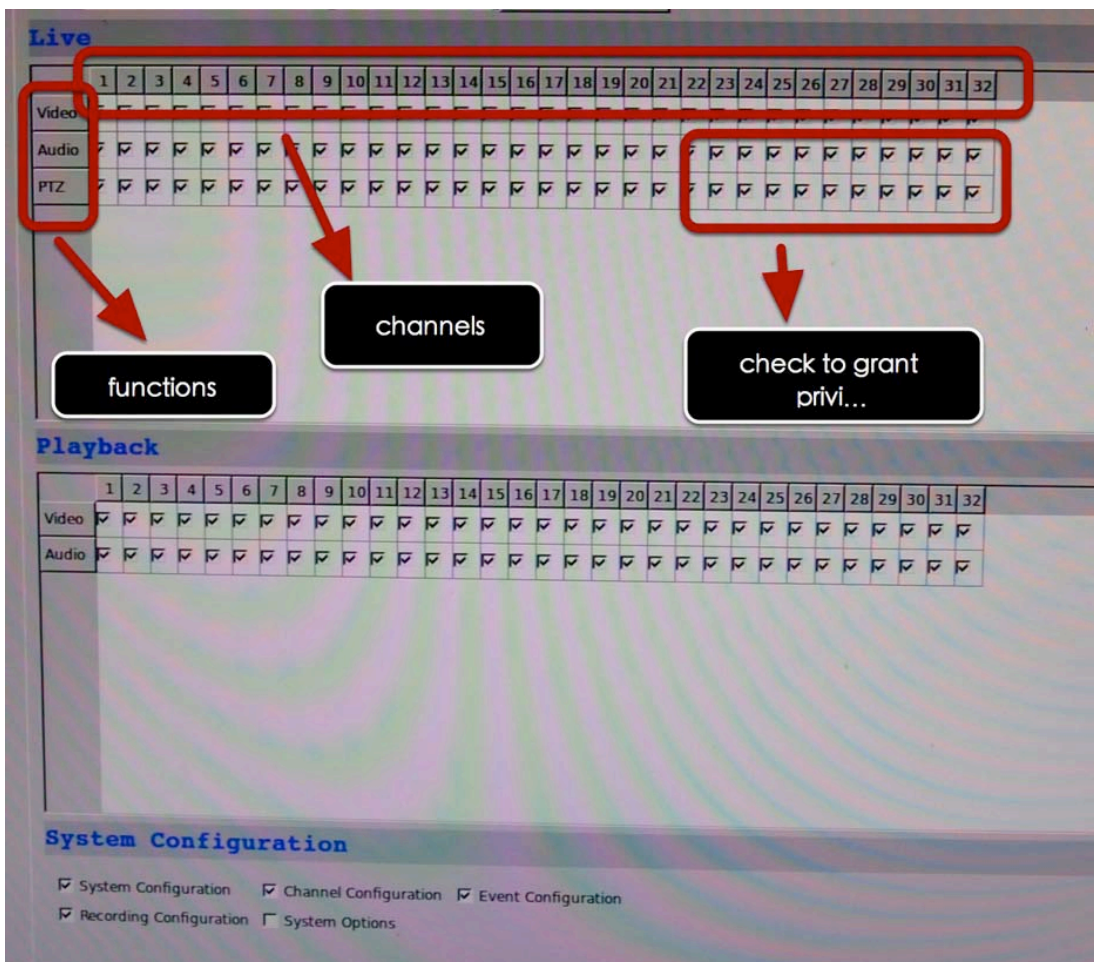 Live
1 2 3 4 5 6 7 8 9 10 11 12 13 14 15 16 17 18 19 20 21 22 23 24 25 26 27 28 29 30 31 32
Video
Audio
PTZ
channels
functions
check to grant
privi...
Playback
1 2 3 4 5 6 7 8 9 10 11 12 13 14 15 16 17 18 19 20 21 22 23 24 25 26 27 28 29 30 31 32
Video
Audio
System Configuration
System Configuration Channel Configuration Event Configuration
Recording Configuration System Options